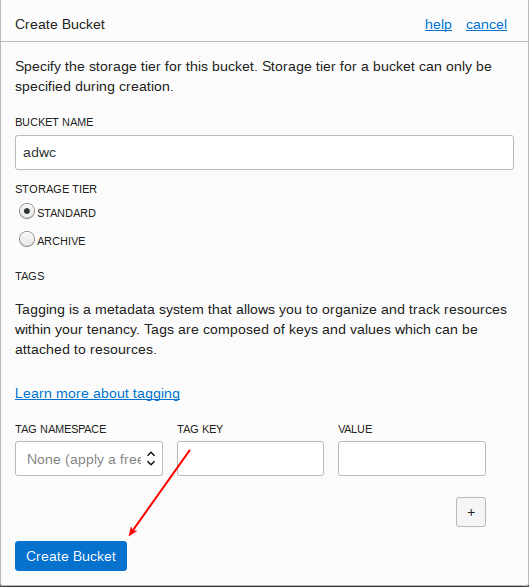 Create Bucket help cancel
Specify the storage tier for this bucket. Storage tier for a bucket can only be
specified during creation.
BUCKET NAME
adwc
STORAGE TIER
STANDARD
ARCHIVE
TAGS
Tagging is a metadata system that allows you to organize and track resources
within your tenancy. Tags are composed of keys and values which can be
attached to resources.
Learn more about tagging
TAG NAMESPACE TAG KEY VALUE
None (apply a free
+
Create Bucket